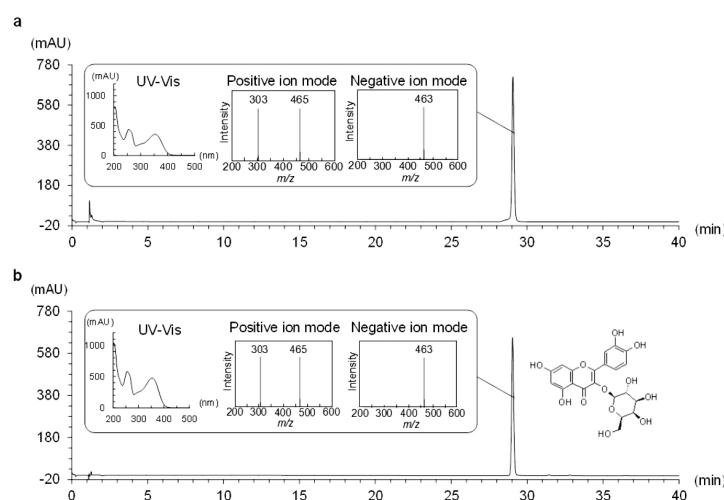 a
(mAU)
780
580
380
180
-20
0 5 10 15 20 25 30 35 40 (min)
UV-Vis
(mAU)
1000
500
0
200 300 400 500 (nm)
Positive ion mode
Intensity
303 465
200 300 400 500 600
m/z
Negative ion mode
Intensity
463
200 300 400 500 600
m/z
b
(mAU)
780
580
380
180
-20
0 5 10 15 20 25 30 35 40 (min)
UV-Vis
(mAU)
1000
500
0
200 300 400 500
(nm)
Positive ion mode
Intensity
303 465
200 300 400 500 600
m/z
Negative ion mode
Intensity
463
200 300 400 500 600
m/z
OH
OH
HO
O
O
OH
O
HO
OH
O
OH
HO